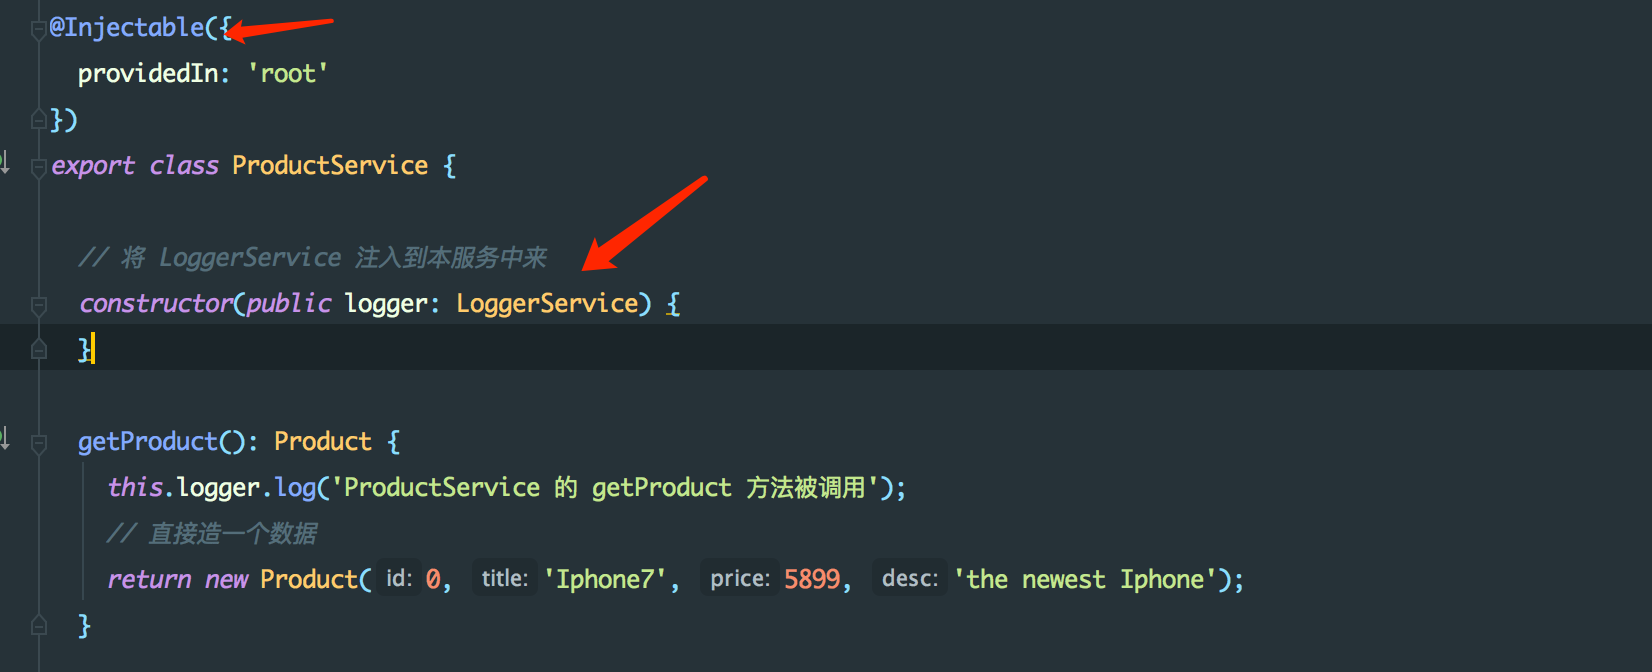 @Injectable({
providedIn: 'root'
})
export class ProductService {
// 将 LoggerService 注入到本服务中来
constructor(public logger: LoggerService) {
}
getProduct(): Product {
this.logger.log('ProductService 的 getProduct 方法被调用');
// 直接造一个数据
return new Product( id: 0, title: 'Iphone7', price: 5899, desc: 'the newest Iphone');
}